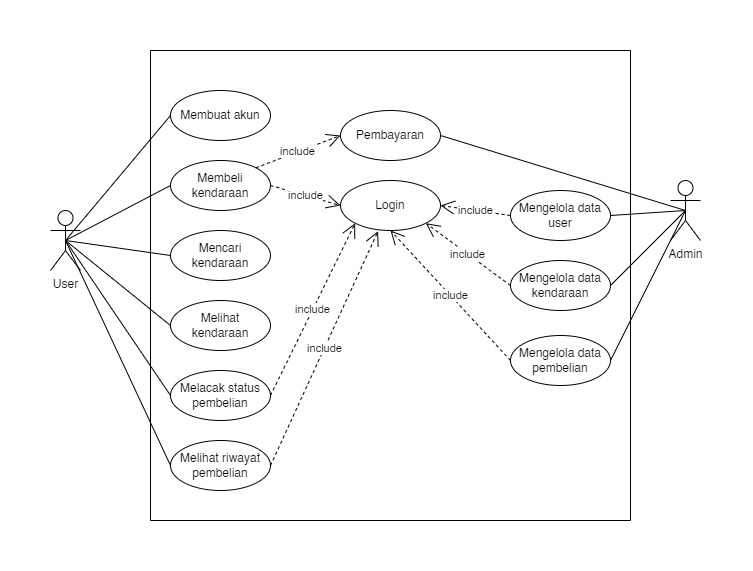 Membuat akun
Pembayaran
include
Membeli
kendaraan
include
Login
include
Mengelola data
user
Mencari
kendaraan
include
Admin
User
Mengelola data
kendaraan
include
include
Melihat
kendaraan
include
Mengelola data
pembelian
Melacak status
pembelian
Melihat riwayat
pembelian